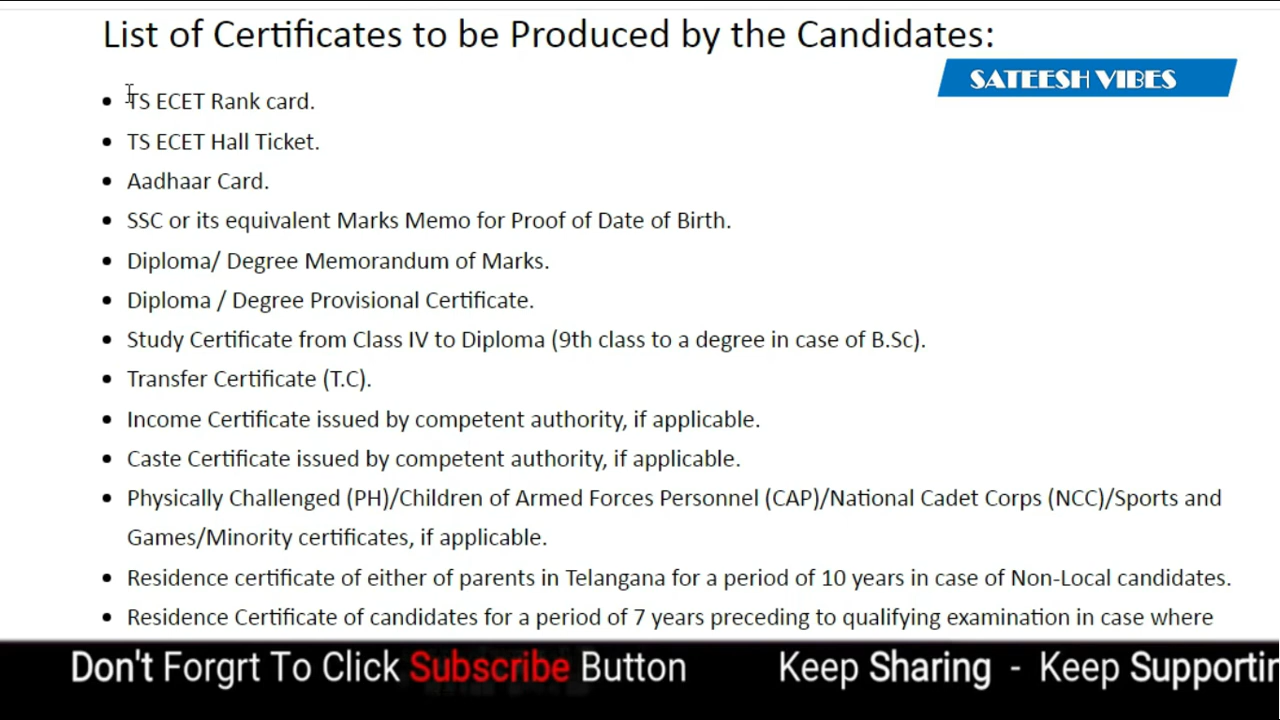 List of Certificates to be Produced by the Candidates:
SATEESH VIBES
• TS ECET Rank card.
• TS ECET Hall Ticket.
• Aadhaar Card.
• SSC or its equivalent Marks Memo for Proof of Date of Birth.
• Diploma/ Degree Memorandum of Marks.
• Diploma / Degree Provisional Certificate.
• Study Certificate from Class IV to Diploma (9th class to a degree in case of B.Sc).
• Transfer Certificate (T.C).
• Income Certificate issued by competent authority, if applicable.
• Caste Certificate issued by competent authority, if applicable.
• Physically Challenged (PH)/Children of Armed Forces Personnel (CAP)/National Cadet Corps (NCC)/Sports and
Games/Minority certificates, if applicable.
• Residence certificate of either of parents in Telangana for a period of 10 years in case of Non-Local candidates.
• Residence Certificate of candidates for a period of 7 years preceding to qualifying examination in case where
Don't Forgrt To Click Subscribe Button Keep Sharing - Keep Supportin